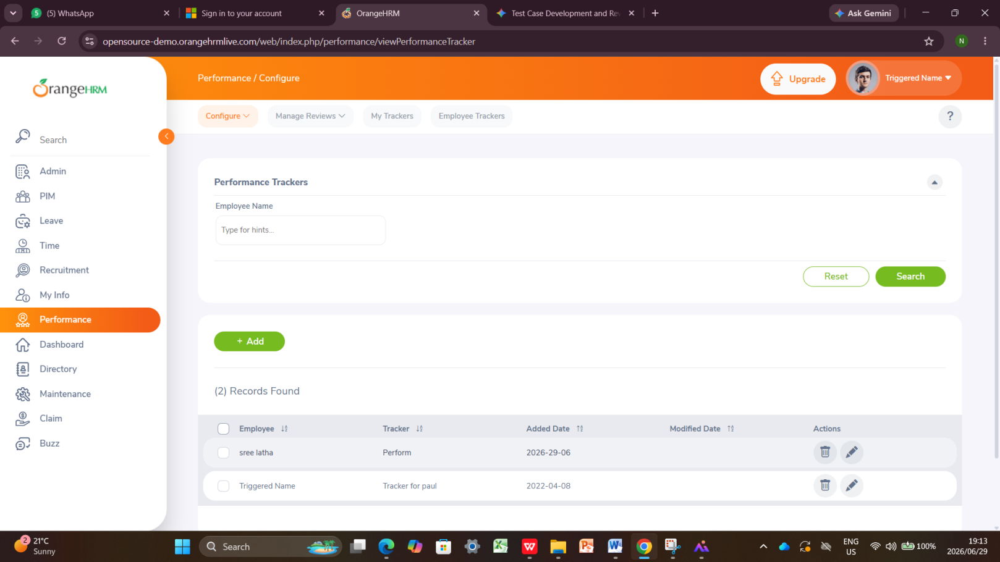 5
(5) WhatsApp
Sign in to your account
OrangeHRM
Test Case Development and Re
Ask Gemini
opensource-demo.orangehrmlive.com/web/index.php/performance/viewPerformanceTracker
N
OrangeHRM
Performance / Configure
Upgrade
Triggered Name
Configure
Manage Reviews
My Trackers
Employee Trackers
?
Search
Admin
PIM
Leave
Time
Recruitment
My Info
Performance
Dashboard
Directory
Maintenance
Claim
Buzz
Performance Trackers
Employee Name
Type for hints...
Reset
Search
+ Add
(2) Records Found
Employee Tracker Added Date Modified Date Actions
sree latha Perform 2026-29-06
Triggered Name Tracker for paul 2022-04-08
2
21°C
Sunny
Search
ENG
US
100%
19:13
2026/06/29